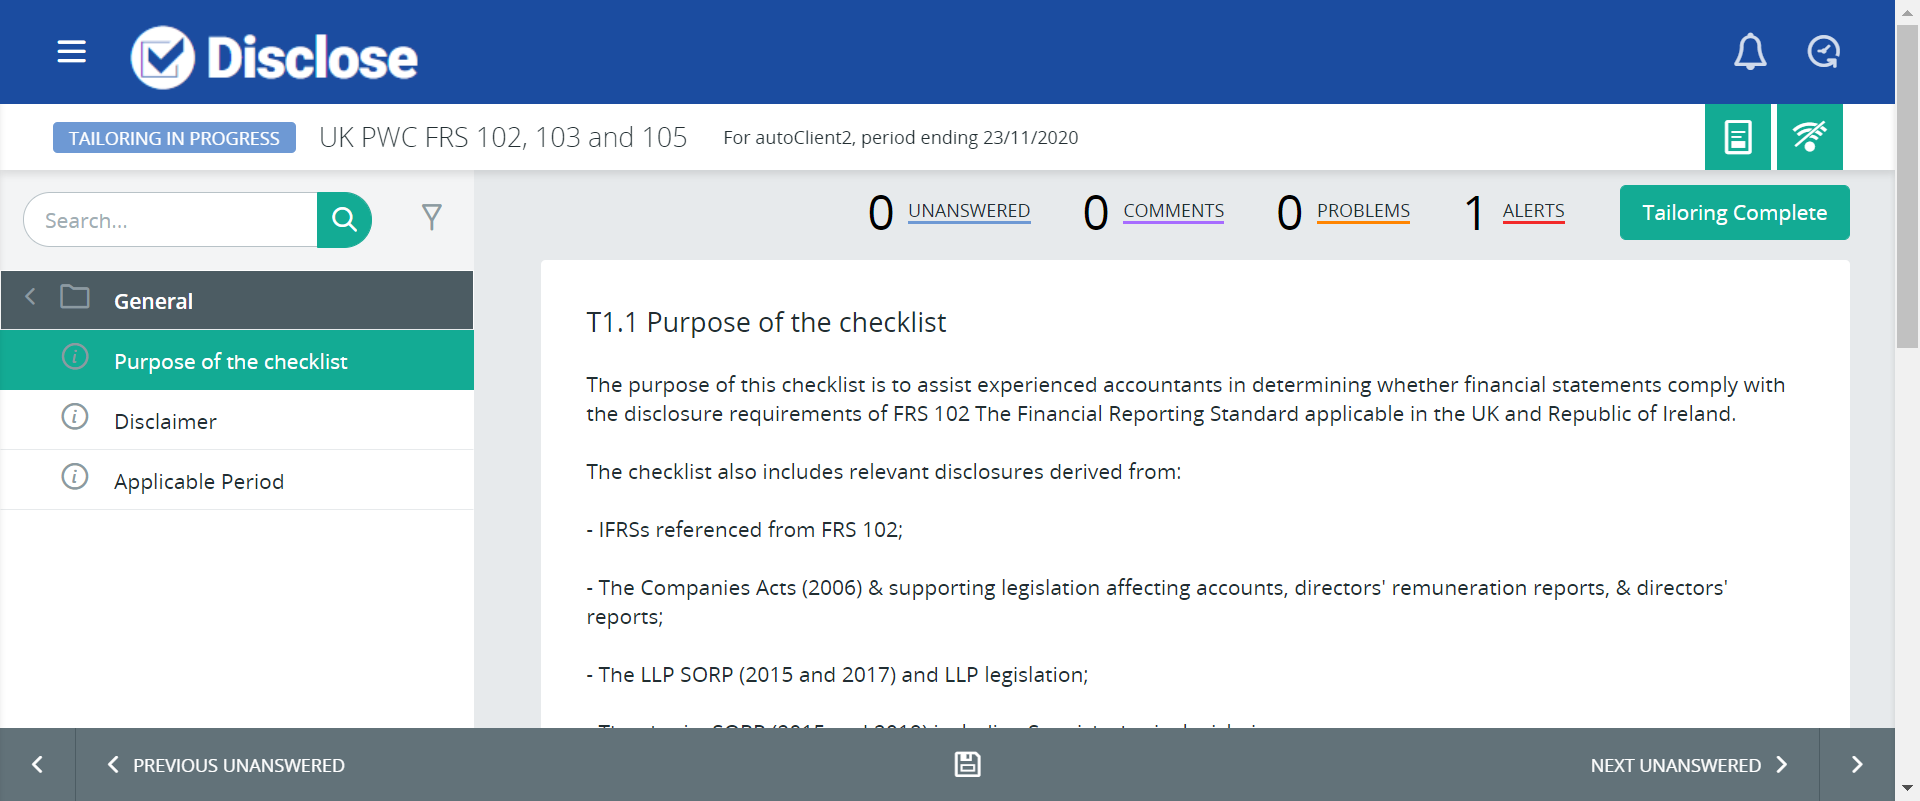 Disclose
TAILORING IN PROGRESS UK PWC FRS 102, 103 and 105 For autoClient2, period ending 23/11/2020
Search...
0 UNANSWERED 0 COMMENTS 0 PROBLEMS 1 ALERTS Tailoring Complete
General
Purpose of the checklist
Disclaimer
Applicable Period
T1.1 Purpose of the checklist
The purpose of this checklist is to assist experienced accountants in determining whether financial statements comply with
the disclosure requirements of FRS 102 The Financial Reporting Standard applicable in the UK and Republic of Ireland.
The checklist also includes relevant disclosures derived from:
- IFRSs referenced from FRS 102;
- The Companies Acts (2006) & supporting legislation affecting accounts, directors' remuneration reports, & directors'
reports;
- The LLP SORP (2015 and 2017) and LLP legislation;
PREVIOUS UNANSWERED
NEXT UNANSWERED